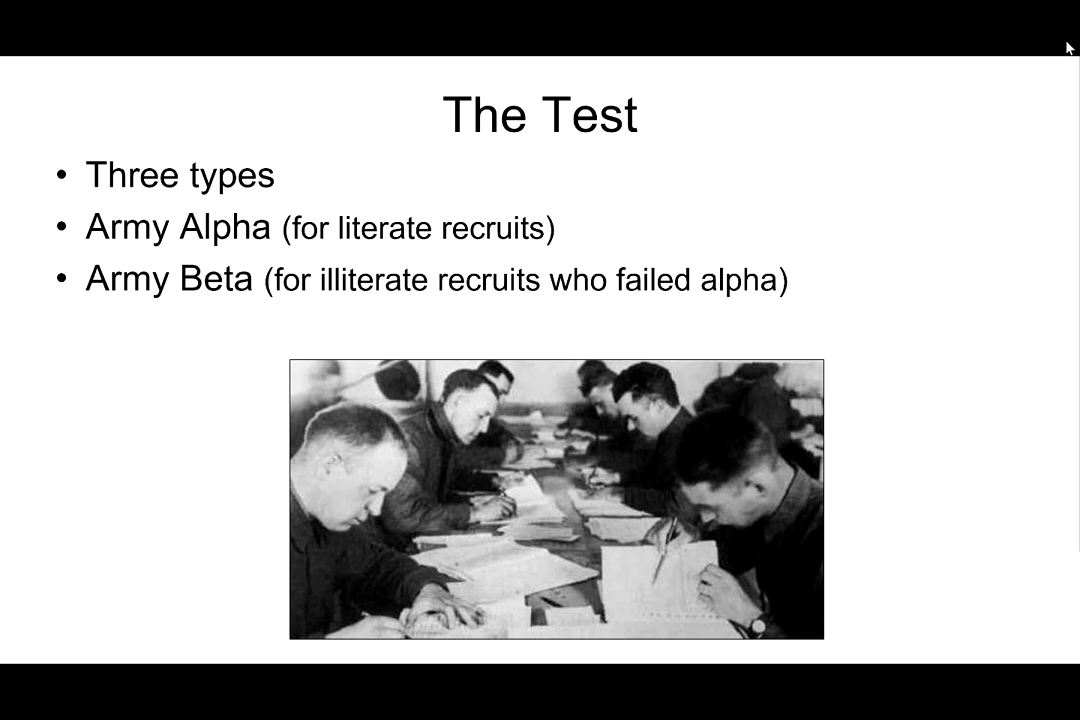 The Test
• Three types
• Army Alpha (for literate recruits)
• Army Beta (for illiterate recruits who failed alpha)